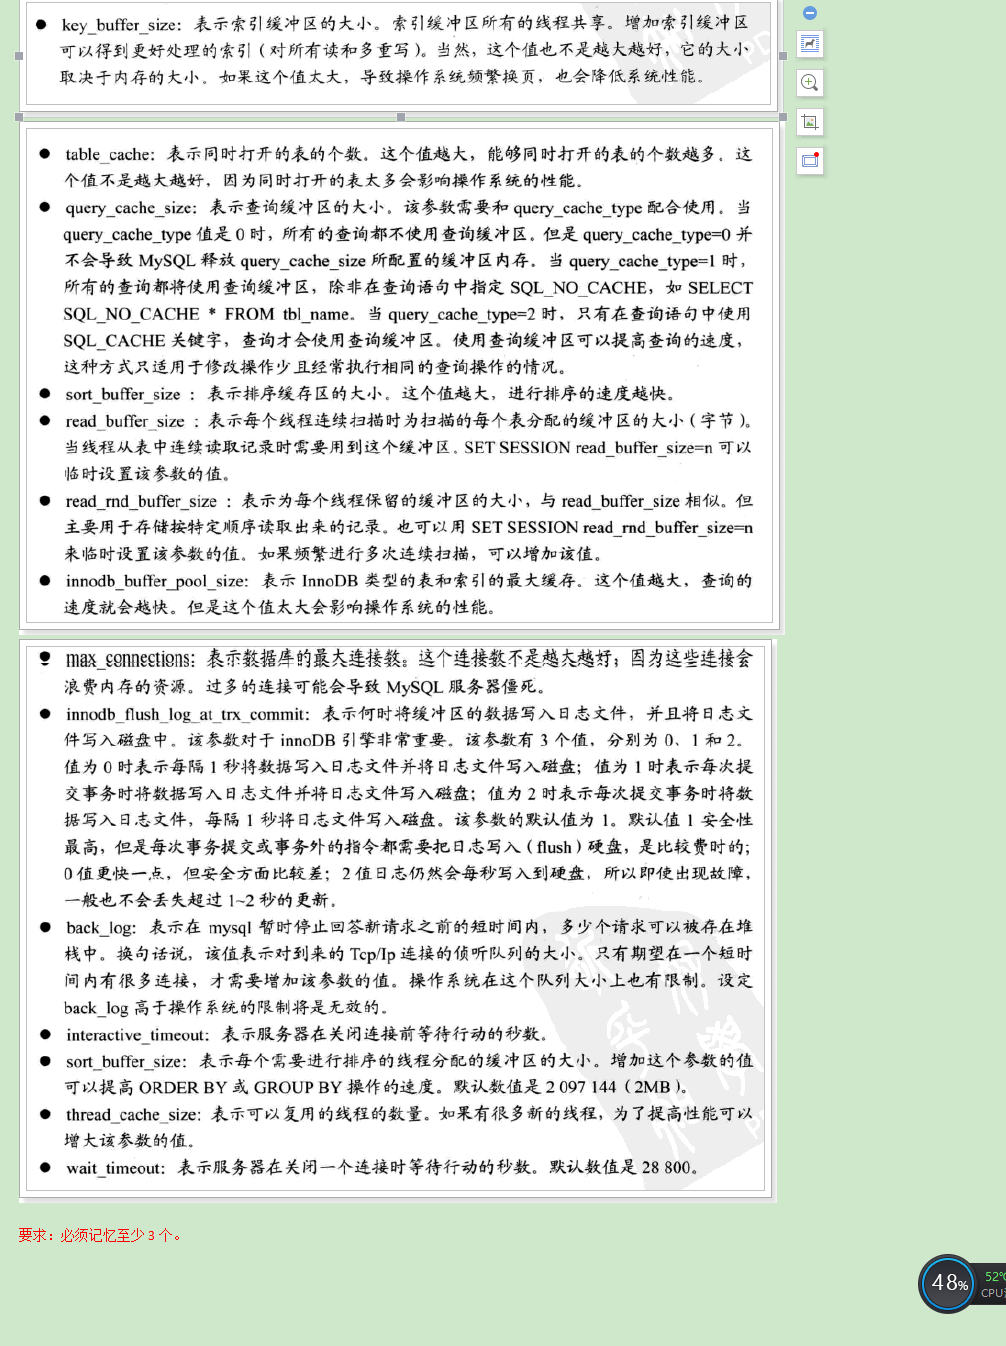 ● key_buffer_size：表示索引缓冲区的大小。索引缓冲区所有的线程共享。增加索引缓冲区
可以得到更好处理的索引（对所有读和多重写）。当然，这个值也不是越大越好，它的大小
取决于内存的大小。如果这个值太大，导致操作系统频繁换页，也会降低系统性能。
● table_cache：表示同时打开的表的个数。这个值越大，能够同时打开的表的个数越多。这
个值不是越大越好，因为同时打开的表太多会影响操作系统的性能。
● query_cache_size：表示查询缓冲区的大小。该参数需要和 query_cache_type 配合使用。当
query_cache_type 值是 0 时，所有的查询都不使用查询缓冲区。但是 query_cache_type=0 并
不会导致 MySQL 释放 query_cache_size 所配置的缓冲区内存。当 query_cache_type=1 时，
所有的查询都将使用查询缓冲区，除非在查询语句中指定 SQL_NO_CACHE，如 SELECT
SQL_NO_CACHE * FROM tbl_name。当 query_cache_type=2 时，只有在查询语句中使用
SQL_CACHE 关键字，查询才会使用查询缓冲区。使用查询缓冲区可以提高查询的速度，
这种方式只适用于修改操作少且经常执行相同的查询操作的情况。
● sort_buffer_size ：表示排序缓存区的大小。这个值越大，进行排序的速度越快。
● read_buffer_size ：表示每个线程连续扫描时为扫描的每个表分配的缓冲区的大小（字节）。
当线程从表中连续读取记录时需要用到这个缓冲区。SET SESSION read_buffer_size=n 可以
临时设置该参数的值。
● read_rnd_buffer_size ：表示为每个线程保留的缓冲区的大小，与 read_buffer_size 相似。但
主要用于存储按特定顺序读取出来的记录。也可以用 SET SESSION read_rnd_buffer_size=n
来临时设置该参数的值。如果频繁进行多次连续扫描，可以增加该值。
● innodb_buffer_pool_size：表示 InnoDB 类型的表和索引的最大缓存。这个值越大，查询的
速度就会越快。但是这个值太大会影响操作系统的性能。
● max_connections：表示数据库的最大连接数。这个连接数不是越大越好，因为这些连接会
浪费内存的资源。过多的连接可能会导致 MySQL 服务器僵死。
● innodb_flush_log_at_trx_commit：表示何时将缓冲区的数据写入日志文件，并且将日志文
件写入磁盘中。该参数对于 innoDB 引擎非常重要。该参数有 3 个值，分别为 0、1 和 2。
值为 0 时表示每隔 1 秒将数据写入日志文件并将日志文件写入磁盘；值为 1 时表示每次提
交事务时将数据写入日志文件并将日志文件写入磁盘；值为 2 时表示每次提交事务时将数
据写入日志文件，每隔 1 秒将日志文件写入磁盘。该参数的默认值为 1。默认值 1 安全性
最高，但是每次事务提交或事务外的指令都需要把日志写入（flush）硬盘，是比较费时的；
0 值更快一点，但安全方面比较差；2 值日志仍然会每秒写入到硬盘，所以即使出现故障，
一般也不会丢失超过 1~2 秒的更新。
● back_log：表示在 mysql 暂时停止回答新请求之前的短时间内，多少个请求可以被存在堆
栈中。换句话说，该值表示对到来的 Tcp/Ip 连接的侦听队列的大小。只有期望在一个短时
间内有很多连接，才需要增加该参数的值。操作系统在这个队列大小上也有限制。设定
back_log 高于操作系统的限制将是无效的。
● interactive_timeout：表示服务器在关闭连接前等待行动的秒数。
● sort_buffer_size：表示每个需要进行排序的线程分配的缓冲区的大小。增加这个参数的值
可以提高 ORDER BY 或 GROUP BY 操作的速度。默认数值是 2 097 144（2MB）。
● thread_cache_size：表示可以复用的线程的数量。如果有很多新的线程，为了提高性能可以
增大该参数的值。
● wait_timeout：表示服务器在关闭一个连接时等待行动的秒数。默认数值是 28 800。
要求：必须记忆至少 3 个。
48%
52℃
CPU